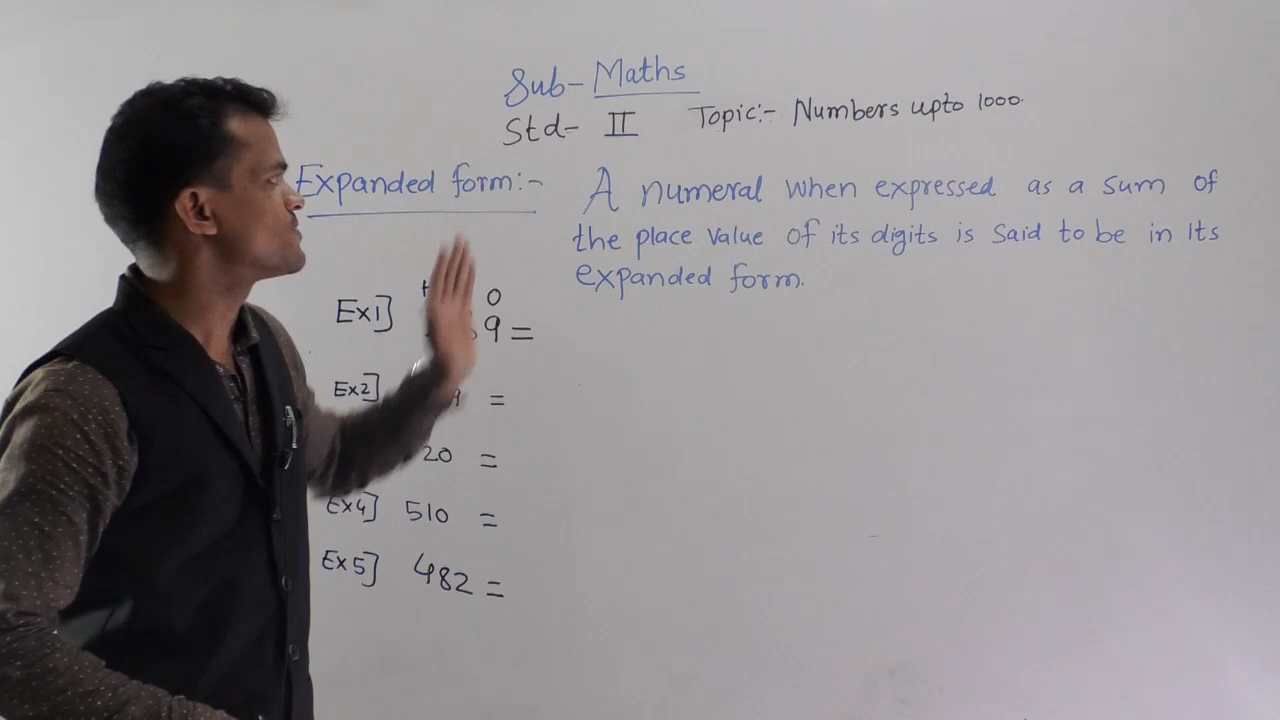 Sub- Maths
Std- II Topic:- Numbers upto 1000.
Expanded form:- A numeral when expressed as a sum of
the place value of its digits is said to be in its
expanded form.
O
Ex1] 9 =
Ex2] 9 =
20 =
Ex4] 510 =
Ex5] 482 =